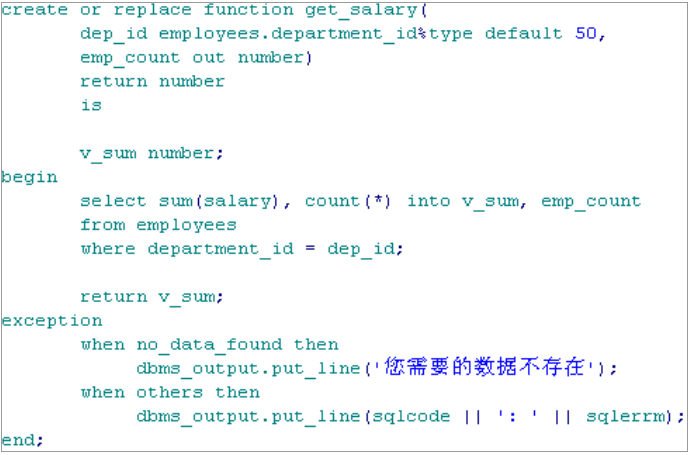 create or replace function get_salary(
dep_id employees.department_id%type default 50,
emp_count out number)
return number
is
v_sum number;
begin
select sum(salary), count(*) into v_sum, emp_count
from employees
where department_id = dep_id;
return v_sum;
exception
when no_data_found then
dbms_output.put_line('您需要的数据不存在');
when others then
dbms_output.put_line(sqlcode || ': ' || sqlerrm);
end;